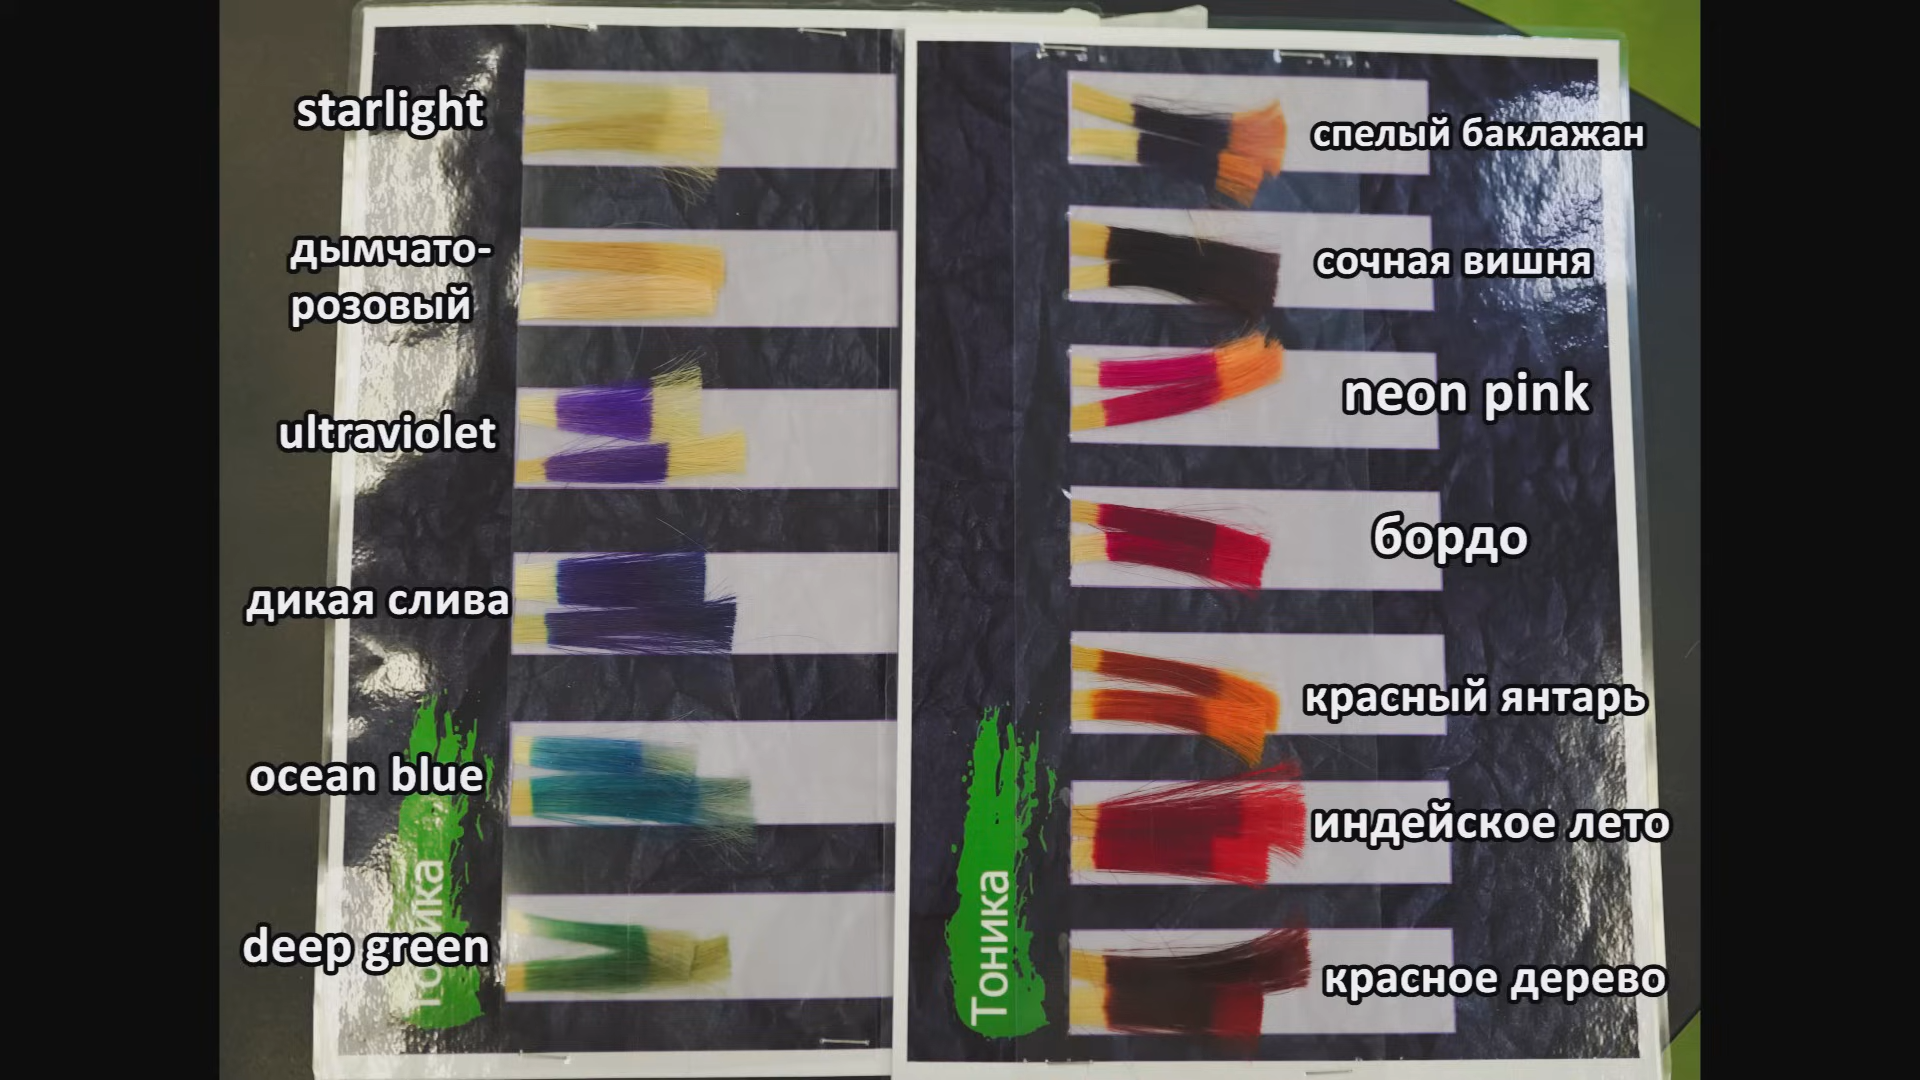 starlight
дымчато-
розовый
ultraviolet
дикая слива
ocean blue
deep green
спелый баклажан
сочная вишня
neon pink
бордо
красный янтарь
индейское лето
красное дерево
Тоника